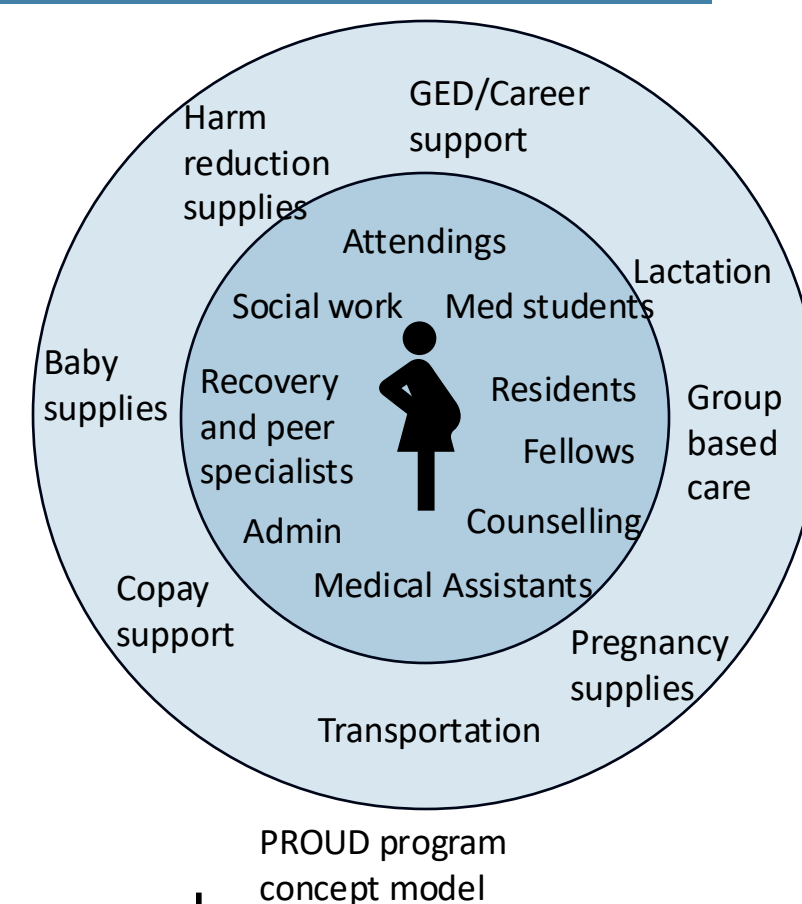 GED/Career
support
Harm
reduction
supplies
Attendings
Lactation
Social work
Med students
Baby
supplies
Recovery
and peer
specialists
Residents
Fellows
Group
based
care
Admin
Counselling
Medical Assistants
Copay
support
Pregnancy
supplies
Transportation
PROUD program
concept model